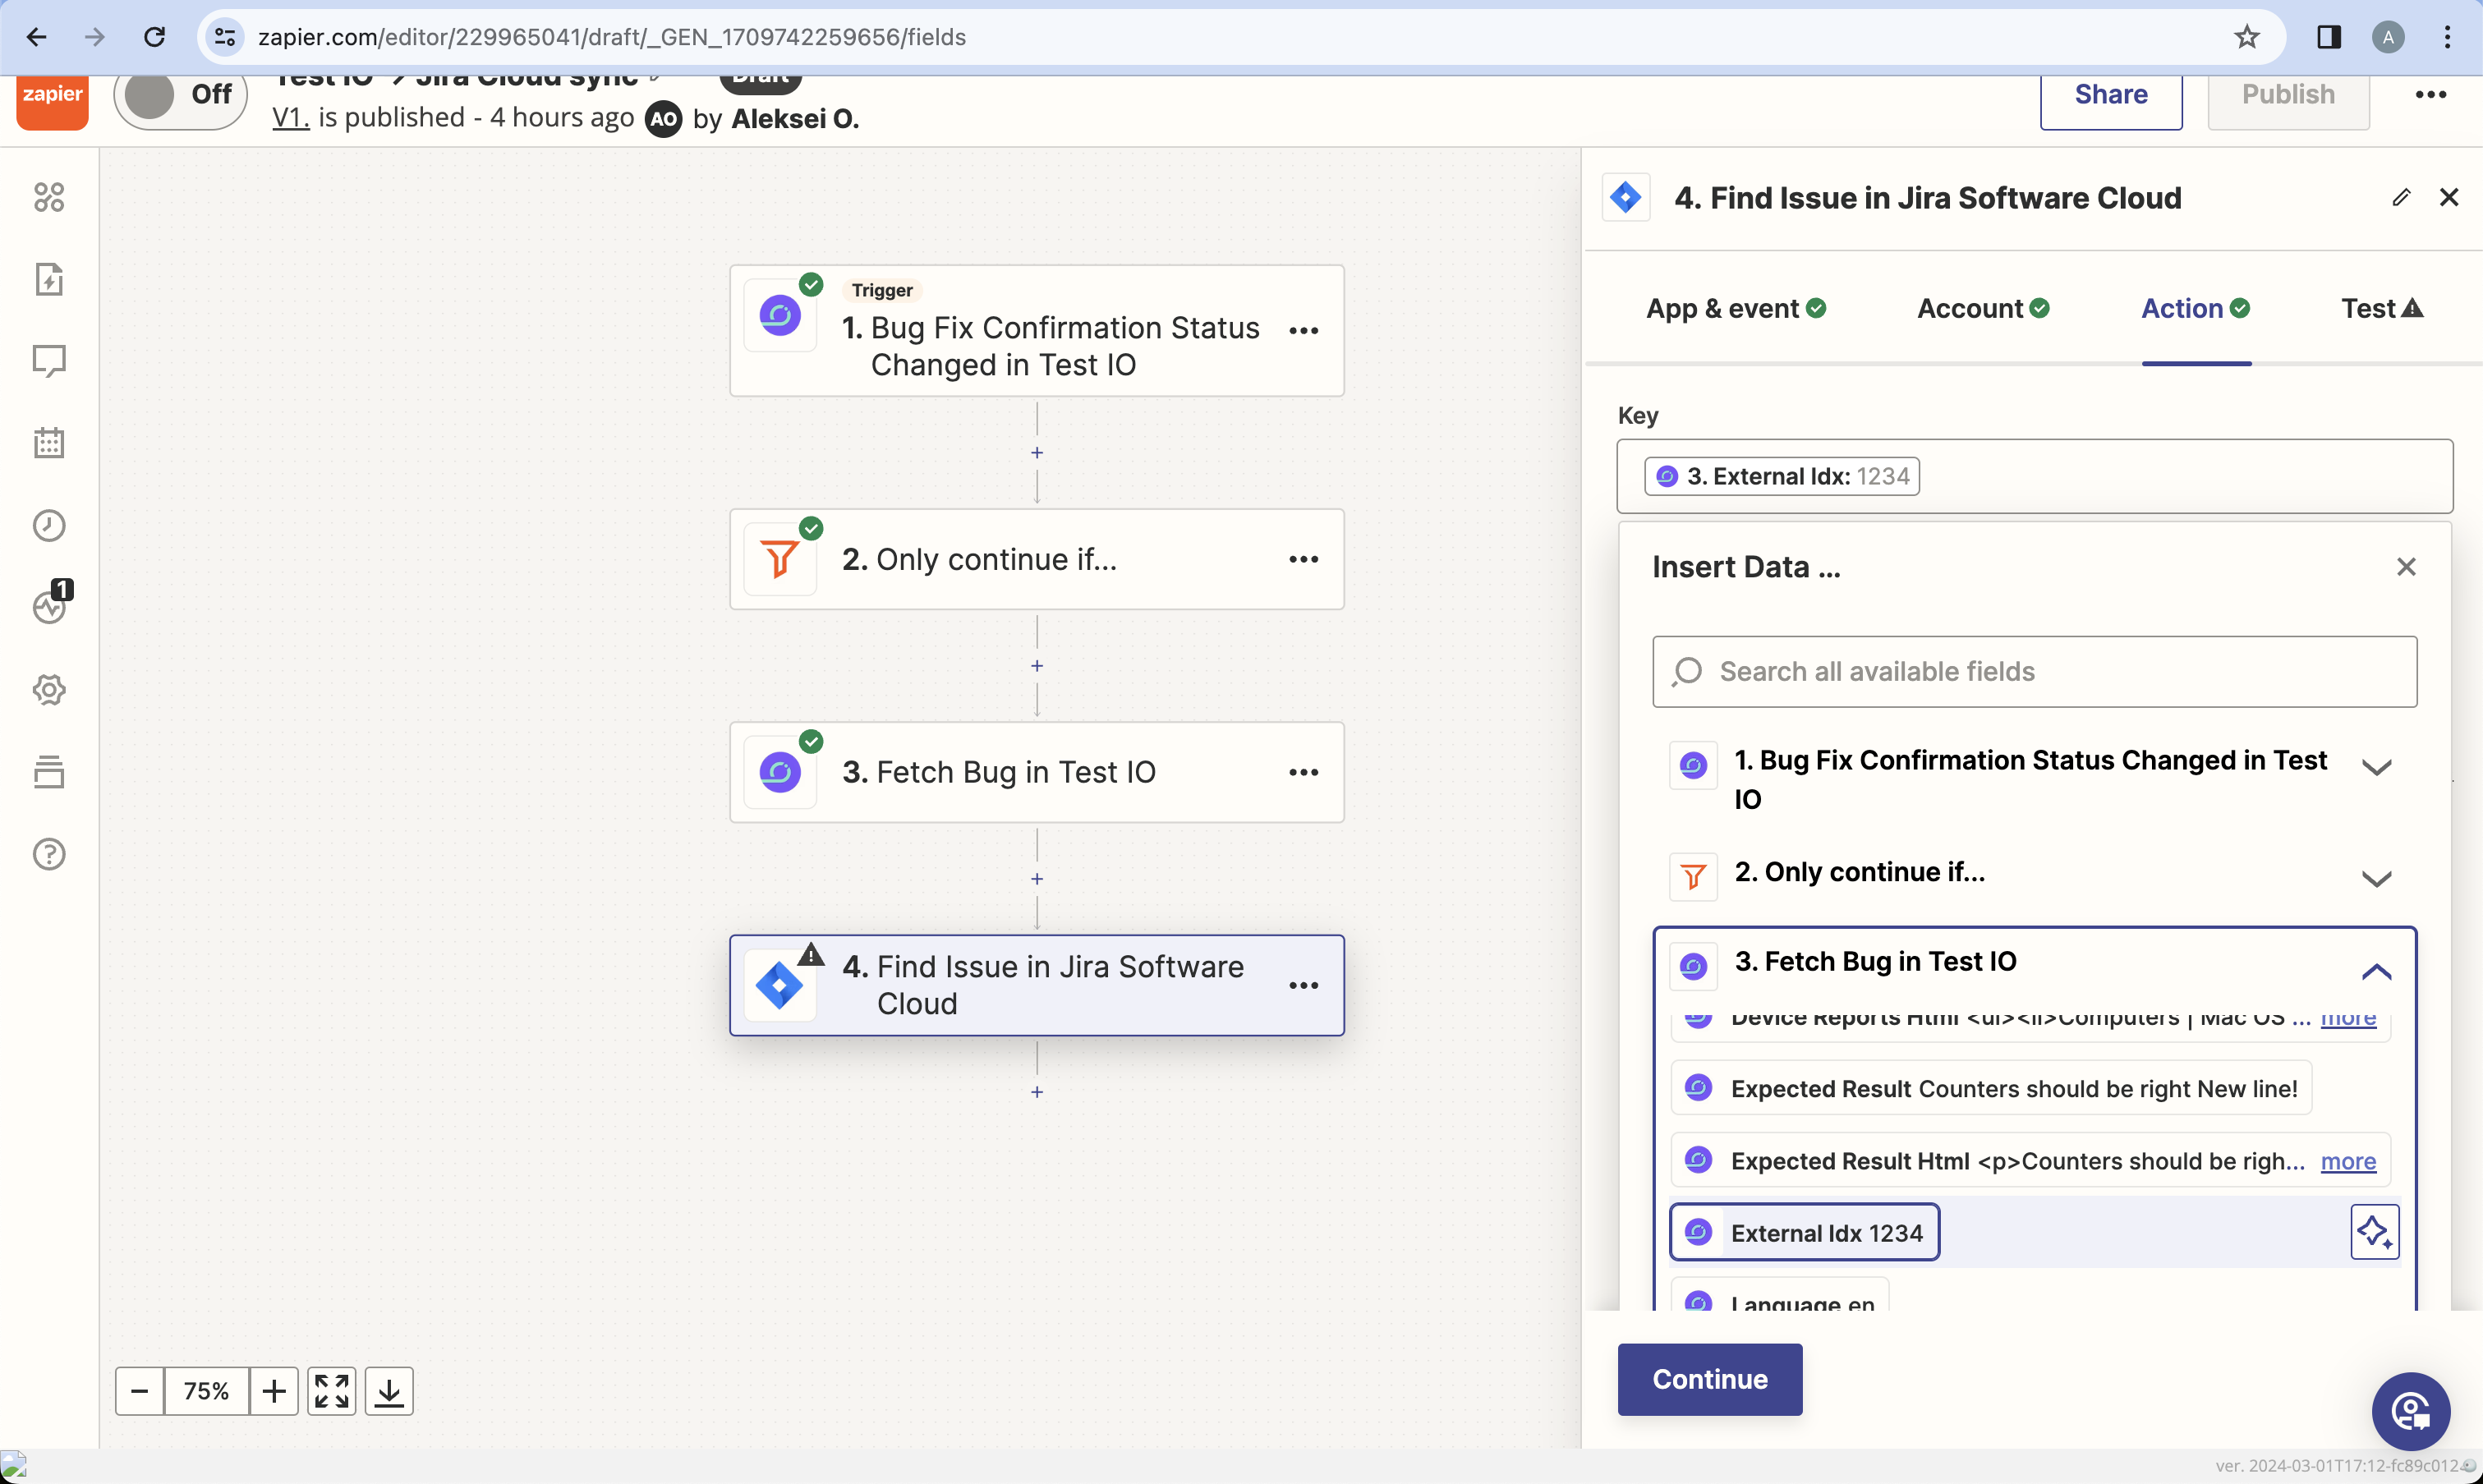 zapier.com/editor/229965041/draft/_GEN_1709742259656/fields
A
zapier
Off
Test IO → Jira Cloud sync
Draft
V1. is published - 4 hours ago AO by Aleksei O.
Share
Publish
4. Find Issue in Jira Software Cloud
App & event
Account
Action
Test
Trigger
1. Bug Fix Confirmation Status
Changed in Test IO
2. Only continue if...
3. Fetch Bug in Test IO
4. Find Issue in Jira Software
Cloud
1
75%
Key
3. External Idx: 1234
Insert Data ...
Search all available fields
1. Bug Fix Confirmation Status Changed in Test
IO
2. Only continue if...
3. Fetch Bug in Test IO
Device Reports Html <ul><li>Computers | Mac OS ... more
Expected Result Counters should be right New line!
Expected Result Html <p>Counters should be righ... more
External Idx 1234
Language en
Continue
ver. 2024-03-01T17:12-fc89c012